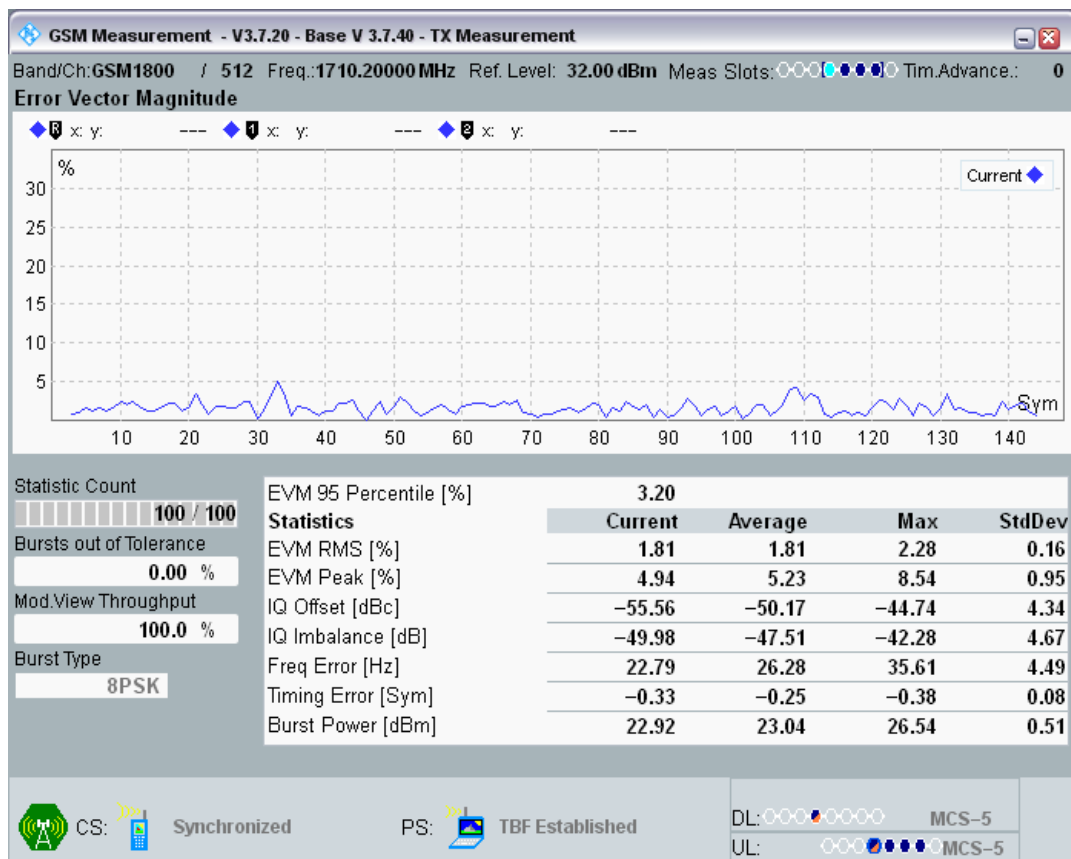 GSM Measurement - V3.7.20 - Base V 3.7.40 - TX Measurement
Band/Ch:GSM1800 / 512 Freq.:1710.20000 MHz Ref. Level: 32.00 dBm Meas Slots: Tim.Advance.: 0
Error Vector Magnitude
R x: y: --- 1 x: y: --- 2 x: y: ---
%
Current
30
25
20
15
10
5
Sym
10 20 30 40 50 60 70 80 90 100 110 120 130 140
Statistic Count
100 / 100
Bursts out of Tolerance
0.00 %
Mod.View Throughput
100.0 %
Burst Type
8PSK
EVM 95 Percentile [%] 3.20
Statistics Current Average Max StdDev
EVM RMS [%] 1.81 1.81 2.28 0.16
EVM Peak [%] 4.94 5.23 8.54 0.95
IQ Offset [dBc] −55.56 −50.17 −44.74 4.34
IQ Imbalance [dB] −49.98 −47.51 −42.28 4.67
Freq Error [Hz] 22.79 26.28 35.61 4.49
Timing Error [Sym] −0.33 −0.25 −0.38 0.08
Burst Power [dBm] 22.92 23.04 26.54 0.51
CS: Synchronized PS: TBF Established
DL: MCS−5
UL: MCS−5